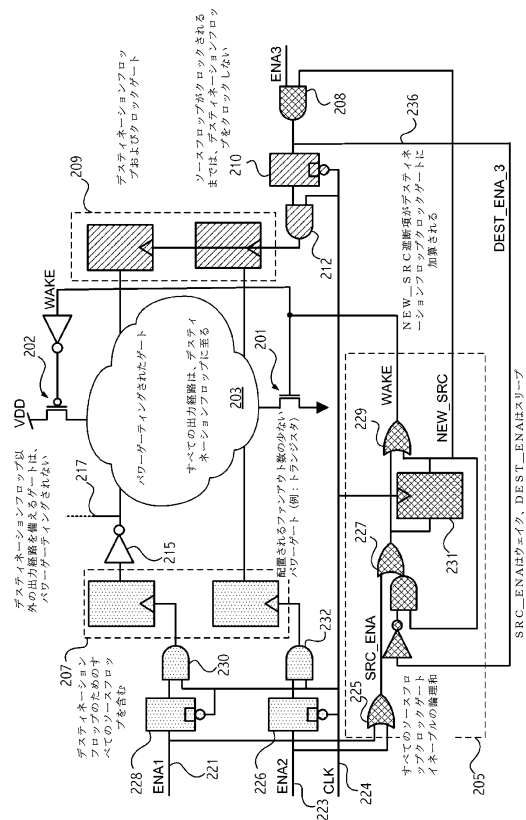 デスティネーションフロップ以
外の出力経路を備えるゲートは、
パワーゲーティングされない
VDD
202
WAKE
209
デスティネーションフロッ
プおよびクロックゲート
217
215
パワーゲーティングされたゲート
すべての出力経路は、デスティ
ネーションフロップに至る
203
201
ソースフロップがクロックされる
までは、デスティネーションフロッ
プをクロックしない
210
212
208
ENA3
207
デスティネーション
フロップのためのす
べてのソースフロッ
プを含む
配置されるファンアウト数の少ない
パワーゲート（例：トランジスタ）
228
230
232
226
ENA1
221
ENA2
223
CLK
224
236
NEW_SRC遮断項がデスティネ
ーションフロップクロックゲートに
加算される
DEST_ENA_3
WAKE
229
NEW_SRC
227
231
SRC_ENA
225
すべてのソースフロ
ップクロックゲート
イネーブルの論理和
205
SRC_ENAはウェイク、DEST_ENAはスリープ